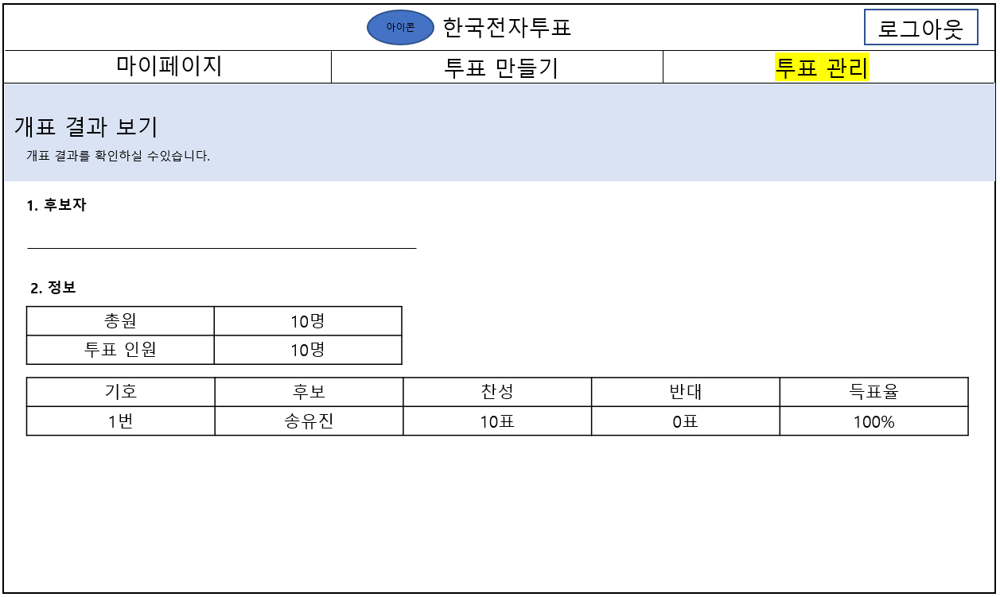 아이콘 한국전자투표 로그아웃
마이페이지 투표 만들기 투표 관리
개표 결과 보기
개표 결과를 확인하실 수있습니다.
1. 후보자
2. 정보
총원 10명
투표 인원 10명
기호 후보 찬성 반대 득표율
1번 송유진 10표 0표 100%